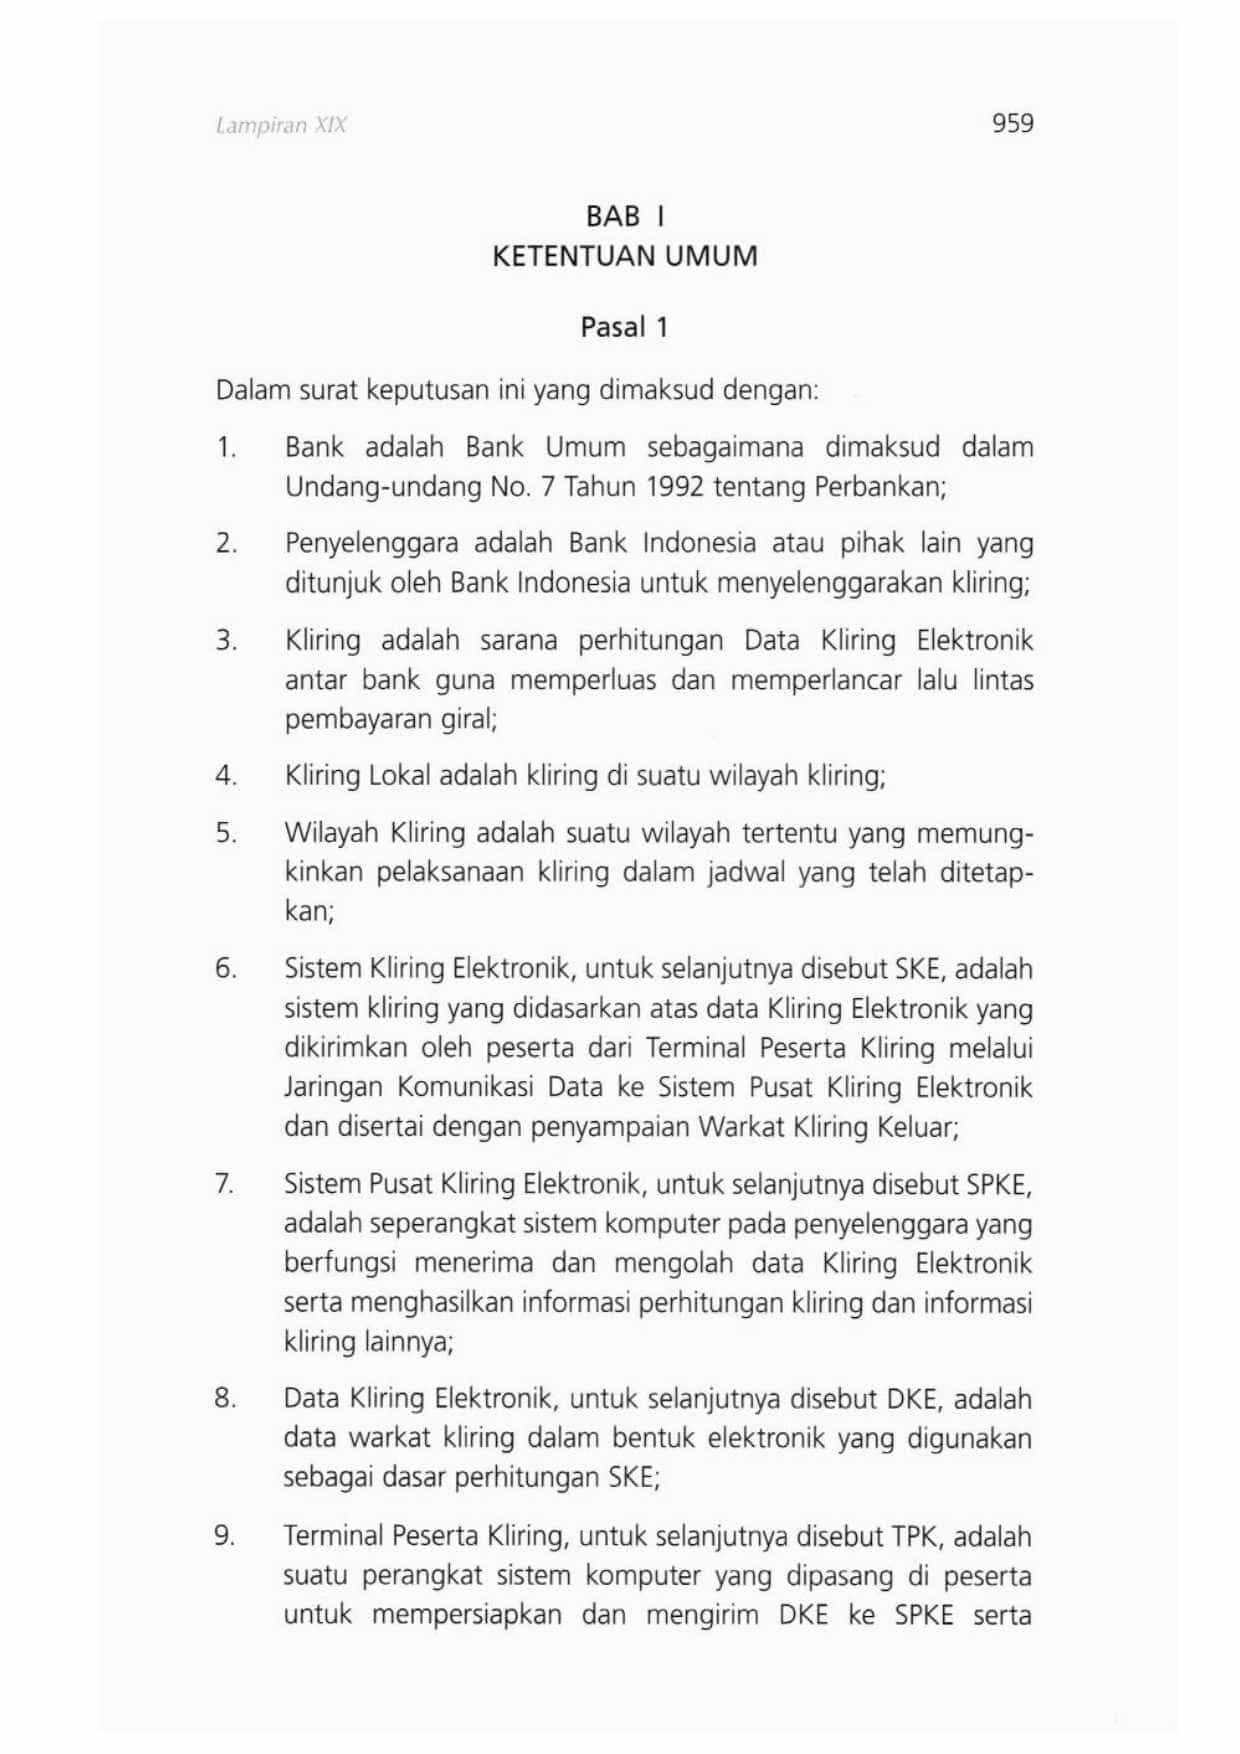 Lampiran XIX
959
BAB I
KETENTUAN UMUM
Pasal 1
Dalam surat keputusan ini yang dimaksud dengan:
1. Bank adalah Bank Umum sebagaimana dimaksud dalam
Undang-undang No. 7 Tahun 1992 tentang Perbankan;
2. Penyelenggara adalah Bank Indonesia atau pihak lain yang
ditunjuk oleh Bank Indonesia untuk menyelenggarakan kliring;
3. Kliring adalah sarana perhitungan Data Kliring Elektronik
antar bank guna memperluas dan memperlancar lalu lintas
pembayaran giral;
4. Kliring Lokal adalah kliring di suatu wilayah kliring;
5. Wilayah Kliring adalah suatu wilayah tertentu yang memung-
kinkan pelaksanaan kliring dalam jadwal yang telah ditetap-
kan;
6. Sistem Kliring Elektronik, untuk selanjutnya disebut SKE, adalah
sistem kliring yang didasarkan atas data Kliring Elektronik yang
dikirimkan oleh peserta dari Terminal Peserta Kliring melalui
Jaringan Komunikasi Data ke Sistem Pusat Kliring Elektronik
dan disertai dengan penyampaian Warkat Kliring Keluar;
7. Sistem Pusat Kliring Elektronik, untuk selanjutnya disebut SPKE,
adalah seperangkat sistem komputer pada penyelenggara yang
berfungsi menerima dan mengolah data Kliring Elektronik
serta menghasilkan informasi perhitungan kliring dan informasi
kliring lainnya;
8. Data Kliring Elektronik, untuk selanjutnya disebut DKE, adalah
data warkat kliring dalam bentuk elektronik yang digunakan
sebagai dasar perhitungan SKE;
9. Terminal Peserta Kliring, untuk selanjutnya disebut TPK, adalah
suatu perangkat sistem komputer yang dipasang di peserta
untuk mempersiapkan dan mengirim DKE ke SPKE serta